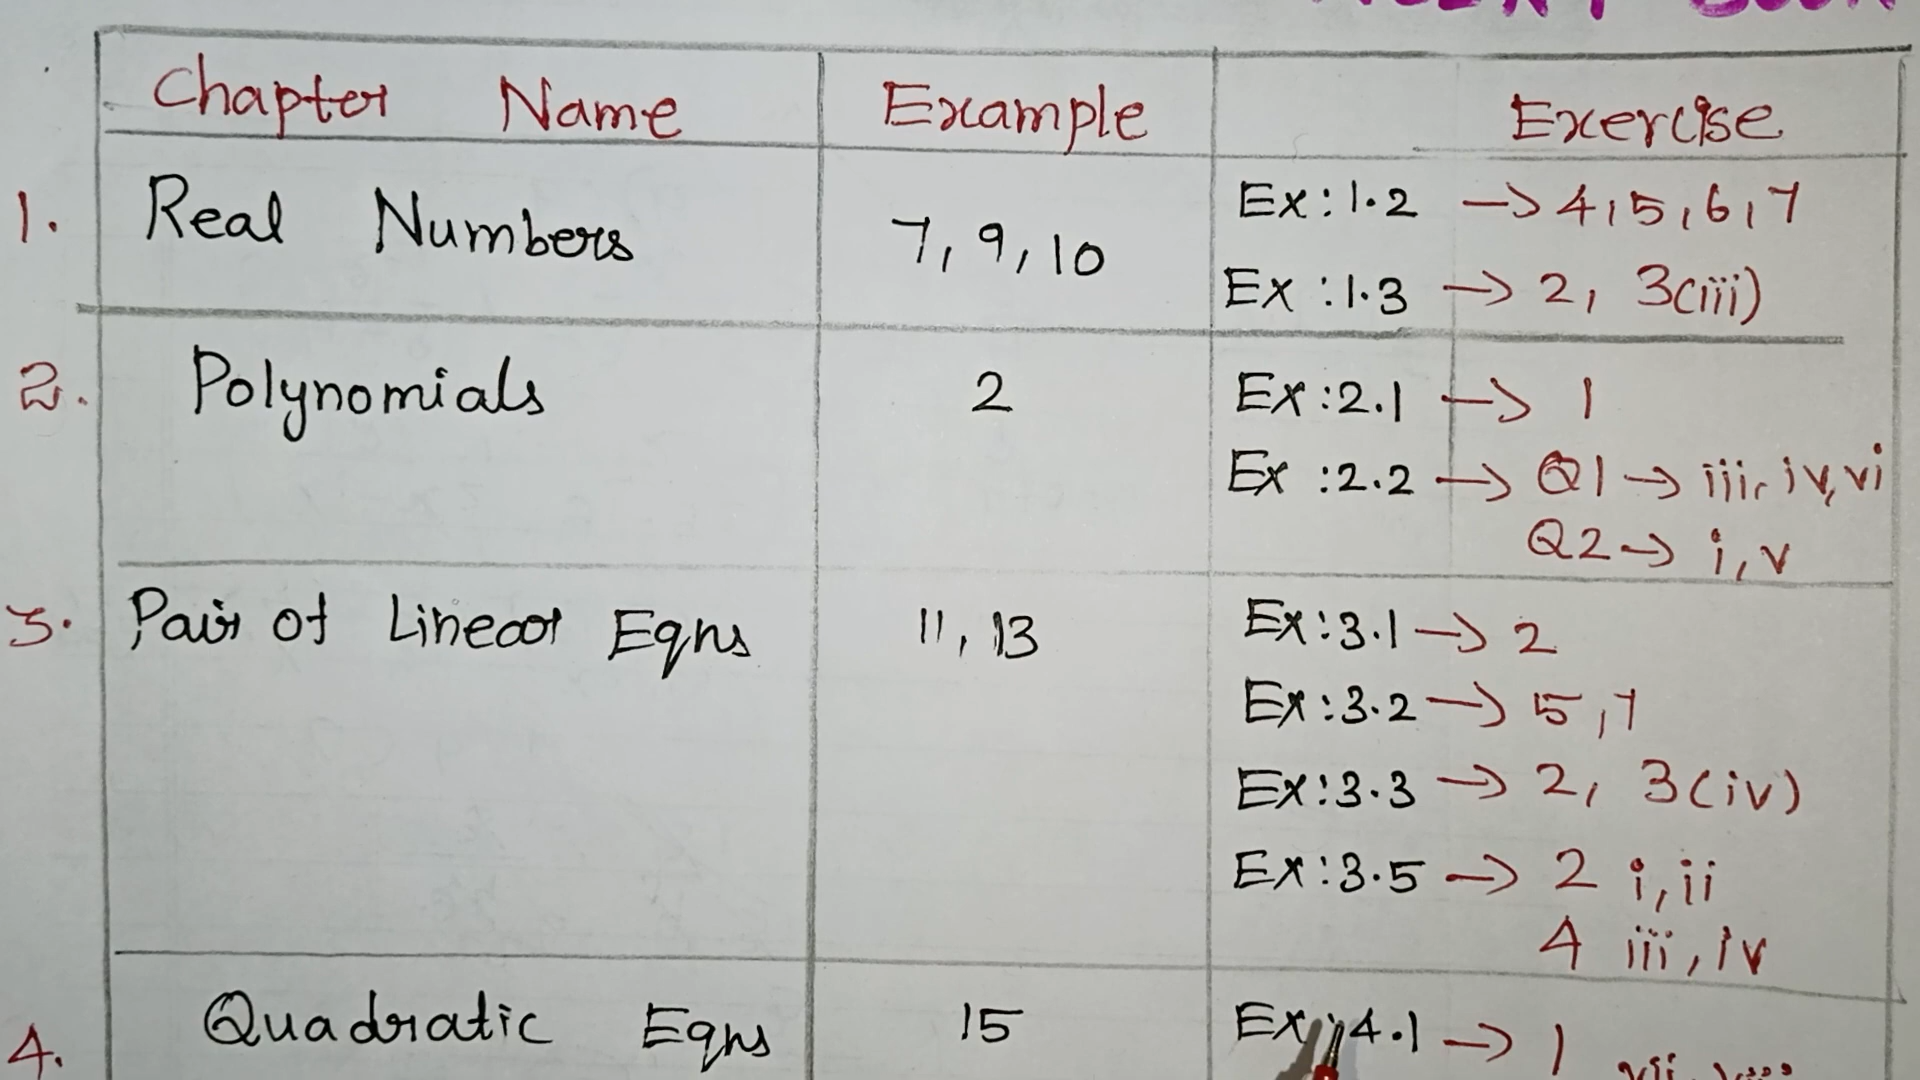 Chapter Name Example Exercise
1. Real Numbers 7, 9, 10 Ex:1.2 → 4,5,6,7
Ex:1.3 → 2, 3(iii)
2. Polynomials 2 Ex:2.1 → 1
Ex:2.2 → Q1 → iii, iv, vi
Q2 → i, v
3. Pair of Linear Eqns 11, 13 Ex:3.1 → 2
Ex:3.2 → 5,7
Ex:3.3 → 2, 3(iv)
Ex:3.5 → 2 i, ii
4 iii, iv
4. Quadratic Eqns 15 Ex:4.1 → 1